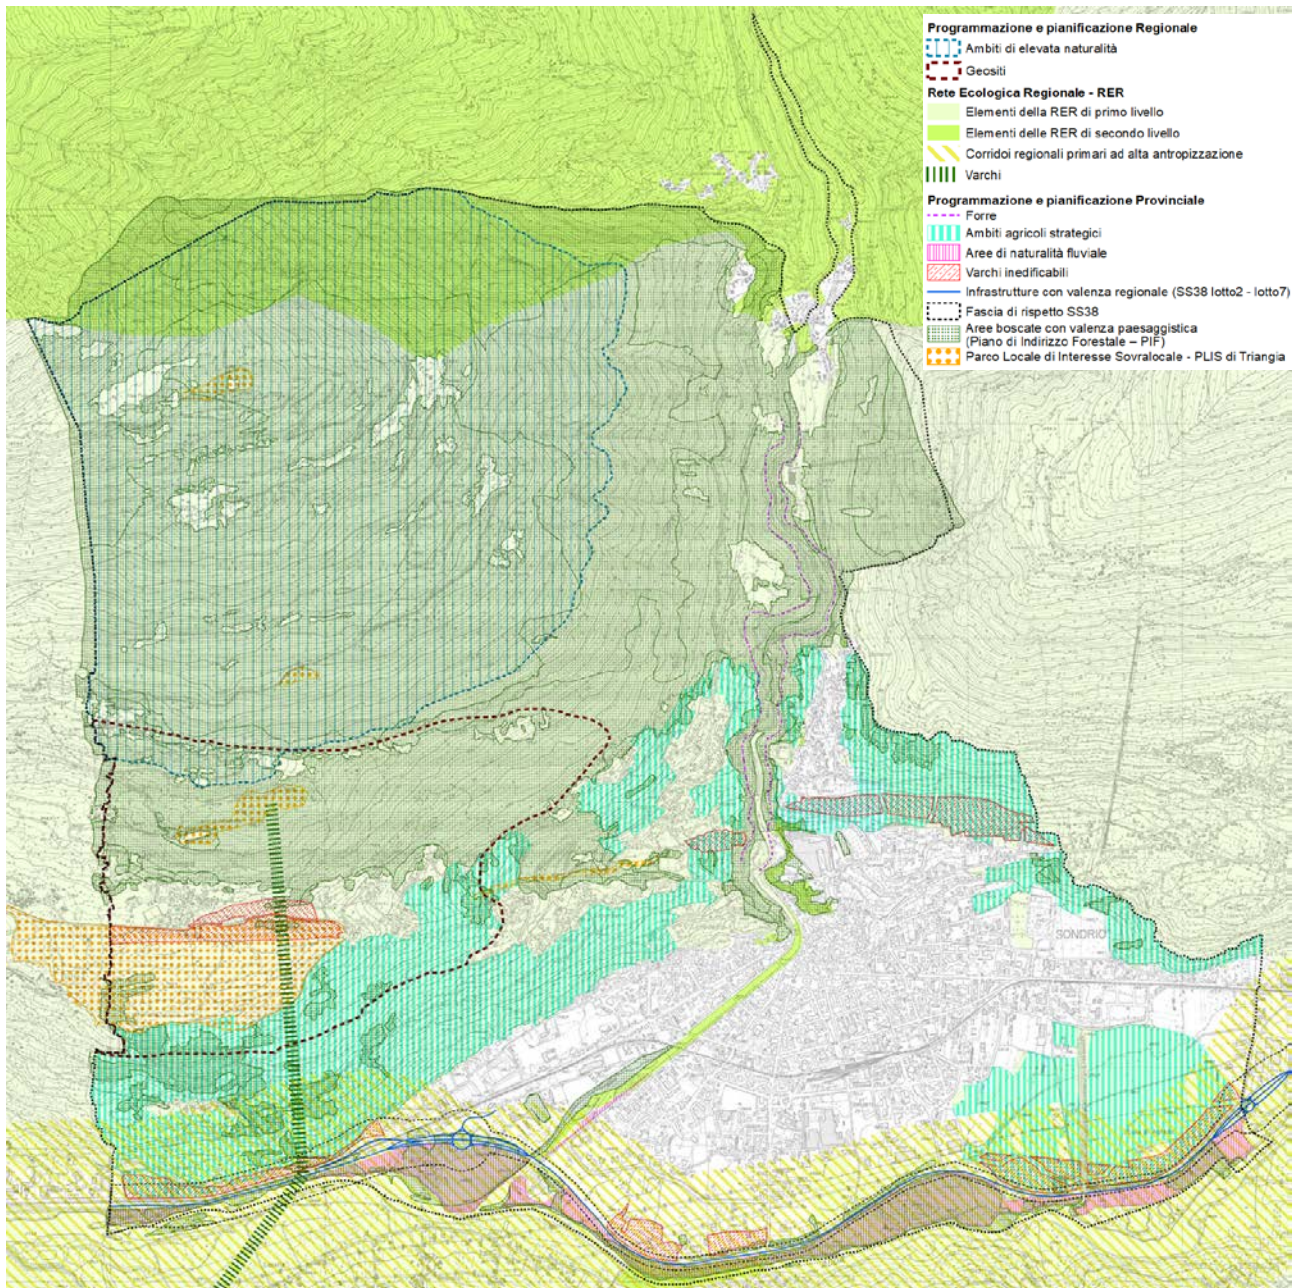 Programmazione e pianificazione Regionale
Ambiti di elevata naturalità
Geositi
Rete Ecologica Regionale - RER
Elementi della RER di primo livello
Elementi delle RER di secondo livello
Corridoi regionali primari ad alta antropizzazione
Varchi
Programmazione e pianificazione Provinciale
Forre
Ambiti agricoli strategici
Aree di naturalità fluviale
Varchi inedificabili
Infrastrutture con valenza regionale (SS38 lotto2 - lotto7)
Fascia di rispetto SS38
Aree boscate con valenza paesaggistica
(Piano di Indirizzo Forestale – PIF)
Parco Locale di Interesse Sovralocale - PLIS di Triangia
SONDRIO